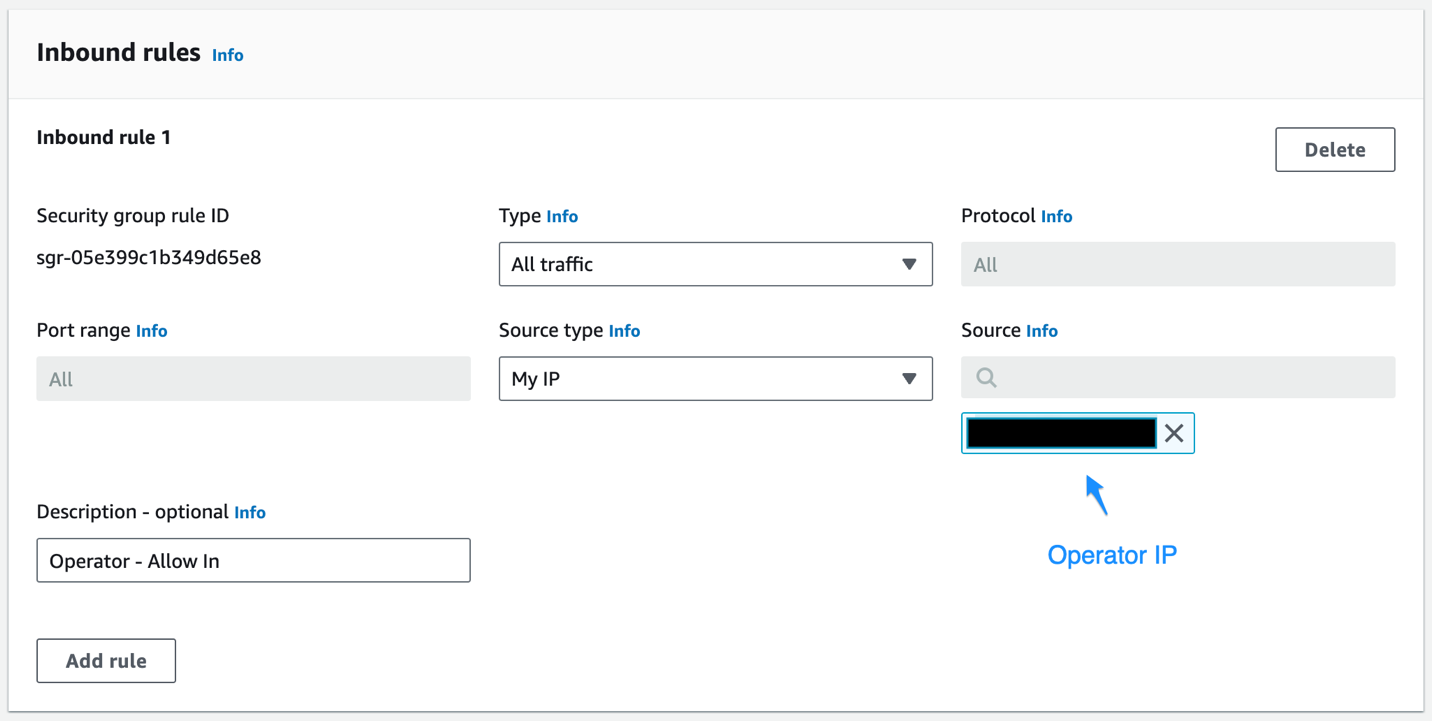 Inbound rules Info
Inbound rule 1
Delete
Security group rule ID
sgr-05e399c1b349d65e8
Type Info
All traffic
Protocol Info
All
Port range Info
All
Source type Info
My IP
Source Info
Operator IP
Description - optional Info
Operator - Allow In
Add rule